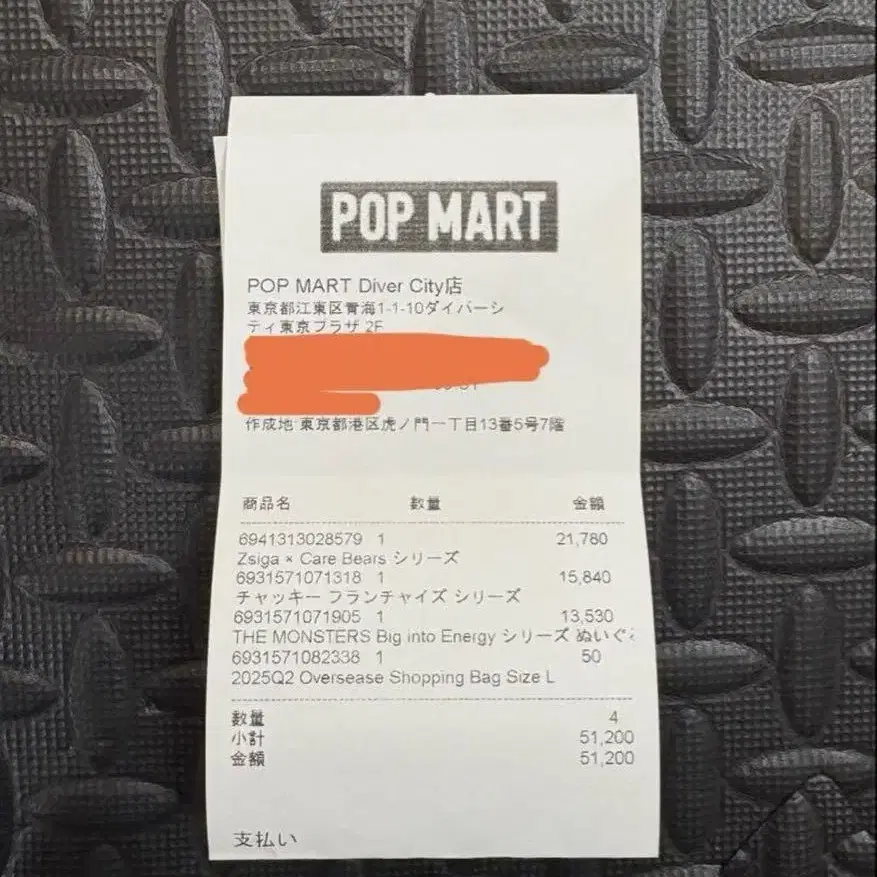 POP MART
POP MART Diver City店
東京都江東区青海1-1-10ダイバーシ
ティ東京プラザ 2F
作成地:東京都港区虎ノ門一丁目13番5号7階
商品名 数量 金額
6941313028579 1 21,780
Zsiga × Care Bears シリーズ
6931571071318 1 15,840
チャッキー フランチャイズ シリーズ
6931571071905 1 13,530
THE MONSTERS Big into Energy シリーズ ぬいぐ
6931571082338 1 50
2025Q2 Oversease Shopping Bag Size L
数量 4
小計 51,200
金額 51,200
支払い